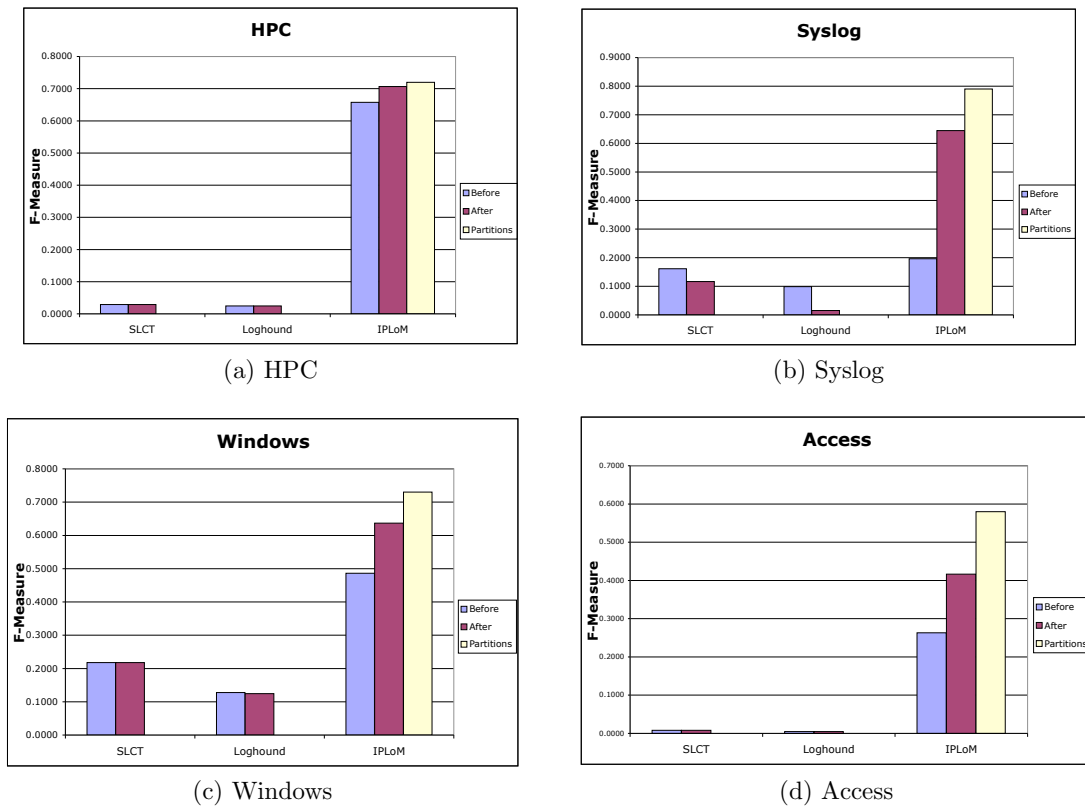 HPC
F-Measure
0.8000
0.7000
0.6000
0.5000
0.4000
0.3000
0.2000
0.1000
0.0000
SLCT Loghound IPLoM
Before
After
Partitions
(a) HPC
Syslog
F-Measure
0.9000
0.8000
0.7000
0.6000
0.5000
0.4000
0.3000
0.2000
0.1000
0.0000
SLCT Loghound IPLoM
Before
After
Partitions
(b) Syslog
Windows
F-Measure
0.8000
0.7000
0.6000
0.5000
0.4000
0.3000
0.2000
0.1000
0.0000
SLCT Loghound IPLoM
Before
After
Partitions
(c) Windows
Access
F-Measure
0.7000
0.6000
0.5000
0.4000
0.3000
0.2000
0.1000
0.0000
SLCT Loghound IPLoM
Before
After
Partitions
(d) Access